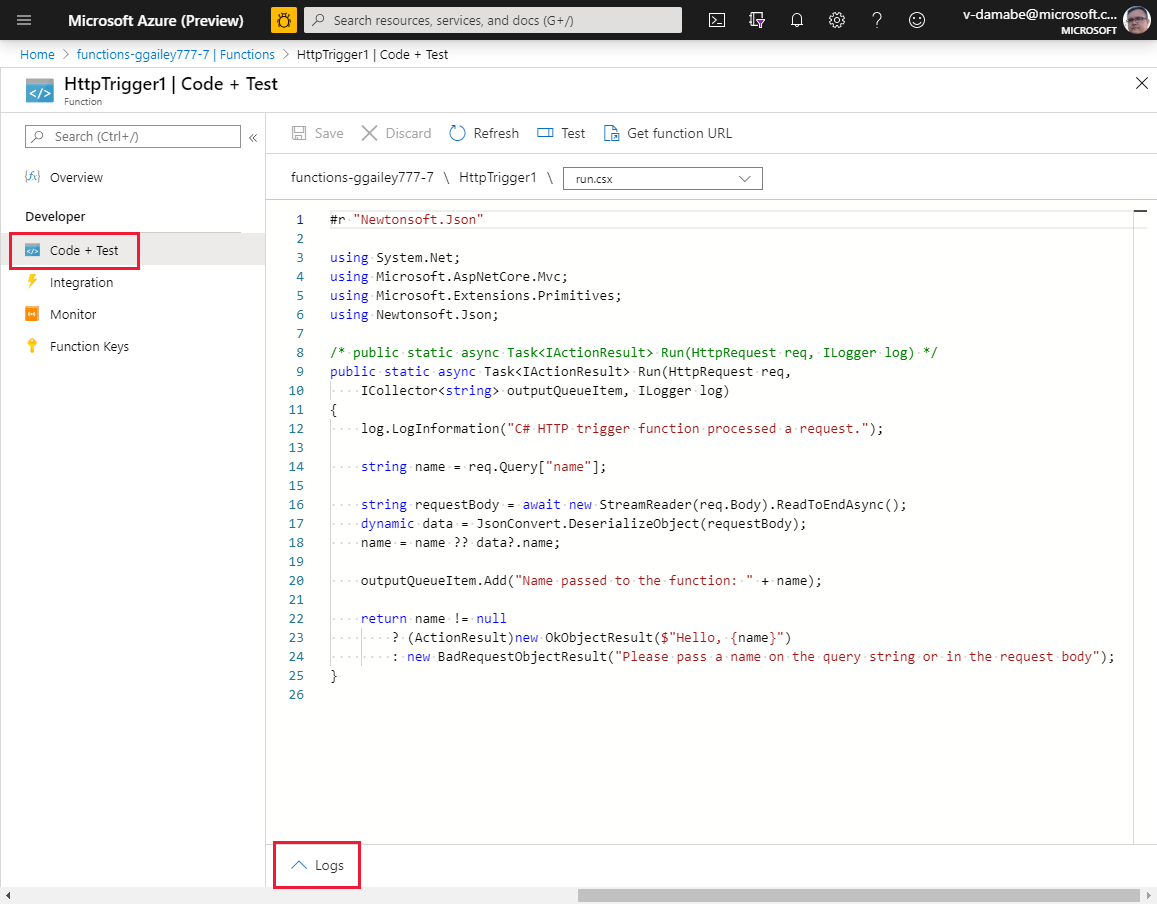 Microsoft Azure (Preview)
Search resources, services, and docs (G+/)
v-damabe@microsoft.c...
MICROSOFT
Home > functions-ggailey777-7 | Functions > HttpTrigger1 | Code + Test
HttpTrigger1 | Code + Test
Function
Search (Ctrl+/)
«
Overview
Developer
Code + Test
Integration
Monitor
Function Keys
Save
Discard
Refresh
Test
Get function URL
functions-ggailey777-7 \ HttpTrigger1 \ run.csx
1 #r "Newtonsoft.Json"
2
3 using System.Net;
4 using Microsoft.AspNetCore.Mvc;
5 using Microsoft.Extensions.Primitives;
6 using Newtonsoft.Json;
7
8 /* public static async Task<IActionResult> Run(HttpRequest req, ILogger log) */
9 public static async Task<IActionResult> Run(HttpRequest req,
10     ICollector<string> outputQueueItem, ILogger log)
11 {
12     log.LogInformation("C# HTTP trigger function processed a request.");
13
14     string name = req.Query["name"];
15
16     string requestBody = await new StreamReader(req.Body).ReadToEndAsync();
17     dynamic data = JsonConvert.DeserializeObject(requestBody);
18     name = name ?? data?.name;
19
20     outputQueueItem.Add("Name passed to the function: " + name);
21
22     return name != null
23         ? (ActionResult)new OkObjectResult($"Hello, {name}")
24         : new BadRequestObjectResult("Please pass a name on the query string or in the request body");
25 }
26
Logs